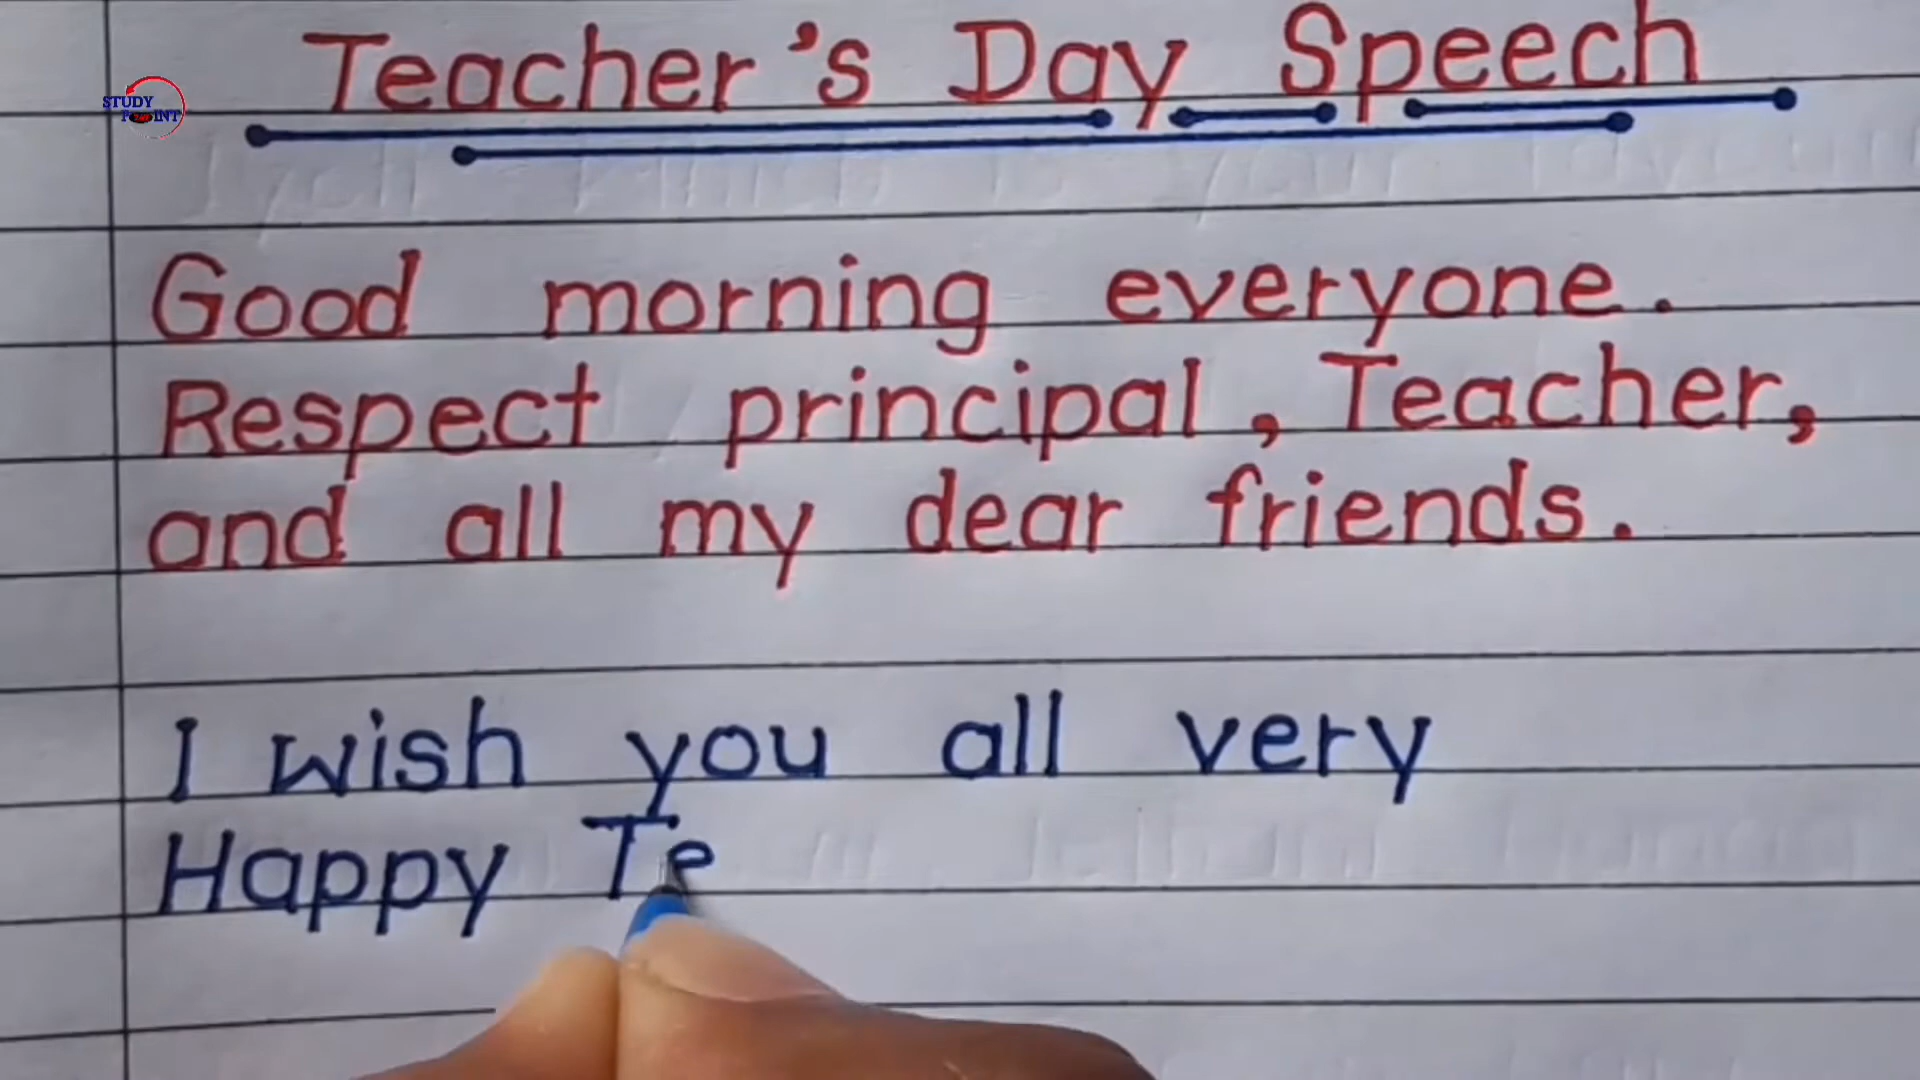 Teacher's Day Speech
STUDY
POINT
Good morning everyone.
Respect principal, Teacher,
and all my dear friends.
I wish you all very
Happy Te